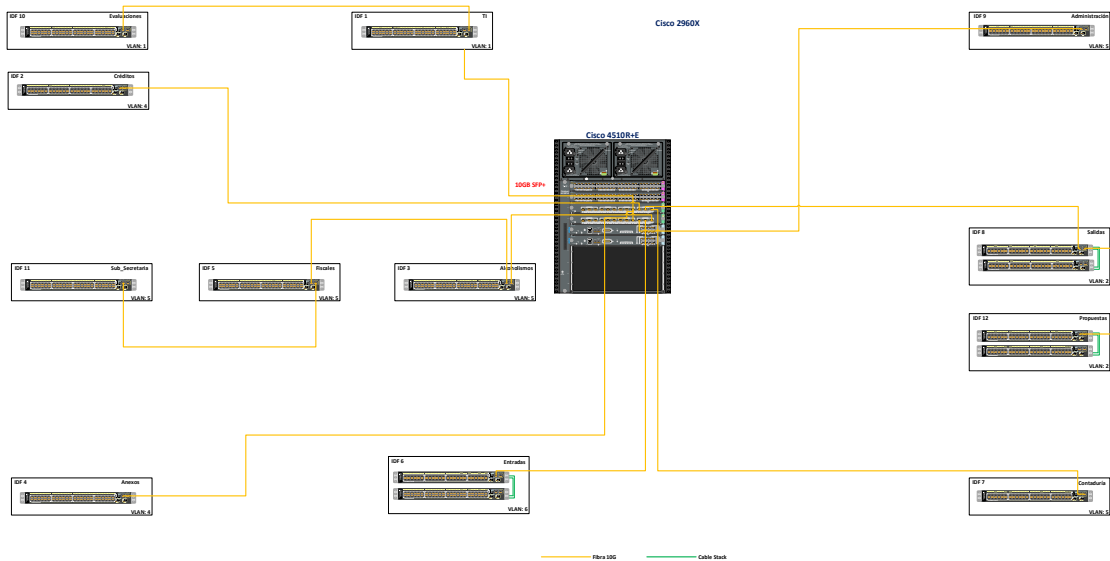 IDF 10 Evaluaciones
VLAN: 1
IDF 1 TI
VLAN: 1
Cisco 2960X
IDF 9 Administración
VLAN: 5
IDF 2 Créditos
VLAN: 4
Cisco 4510R+E
10GB SFP+
IDF 8 Salidas
VLAN: 2
IDF 11 Sub_Secretaria
VLAN: 5
IDF 5 Fiscales
VLAN: 5
IDF 3 Alcoholismos
VLAN: 5
IDF 12 Propuestas
VLAN: 2
IDF 4 Anexos
VLAN: 4
IDF 6 Entradas
VLAN: 6
IDF 7 Contaduría
VLAN: 5
Fibra 10G
Cable Stack